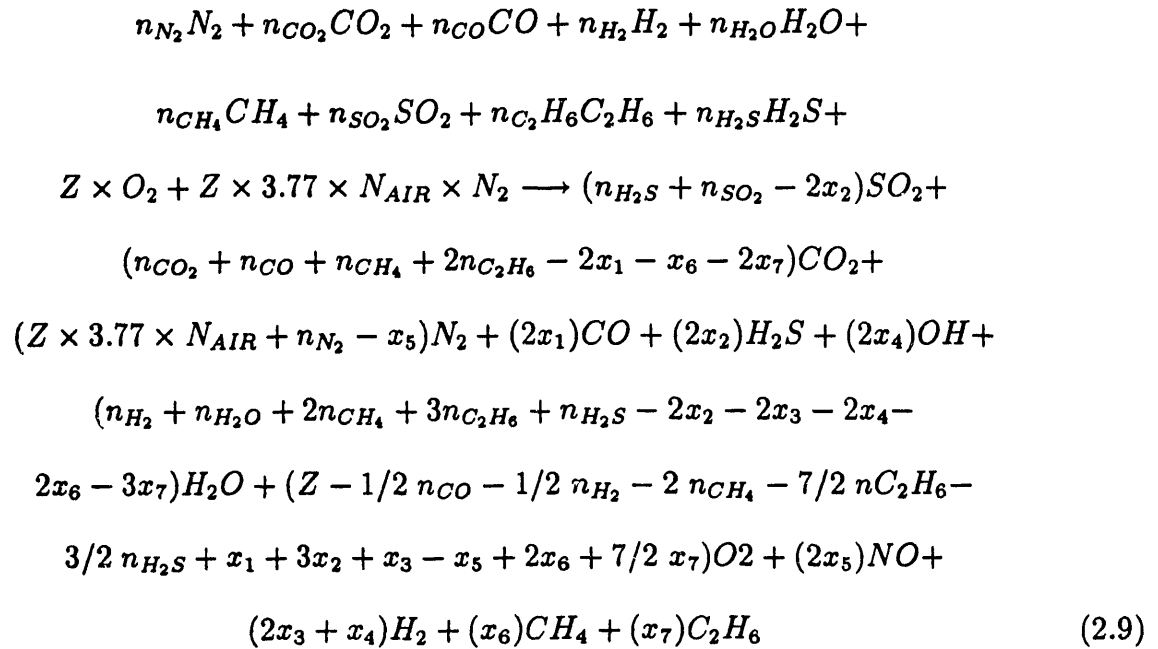 n_{N_2}N_2 + n_{CO_2}CO_2 + n_{CO}CO + n_{H_2}H_2 + n_{H_2O}H_2O+
n_{CH_4}CH_4 + n_{SO_2}SO_2 + n_{C_2}H_6C_2H_6 + n_{H_2S}H_2S+
Z × O_2 + Z × 3.77 × N_{AIR} × N_2 ⟶ (n_{H_2S} + n_{SO_2} − 2x_2)SO_2+
(n_{CO_2} + n_{CO} + n_{CH_4} + 2n_{C_2H_6} − 2x_1 − x_6 − 2x_7)CO_2+
(Z × 3.77 × N_{AIR} + n_{N_2} − x_5)N_2 + (2x_1)CO + (2x_2)H_2S + (2x_4)OH+
(n_{H_2} + n_{H_2O} + 2n_{CH_4} + 3n_{C_2H_6} + n_{H_2S} − 2x_2 − 2x_3 − 2x_4−
2x_6 − 3x_7)H_2O + (Z − 1/2 n_{CO} − 1/2 n_{H_2} − 2 n_{CH_4} − 7/2 nC_2H_6−
3/2 n_{H_2S} + x_1 + 3x_2 + x_3 − x_5 + 2x_6 + 7/2 x_7)O2 + (2x_5)NO+
(2x_3 + x_4)H_2 + (x_6)CH_4 + (x_7)C_2H_6 (2.9)